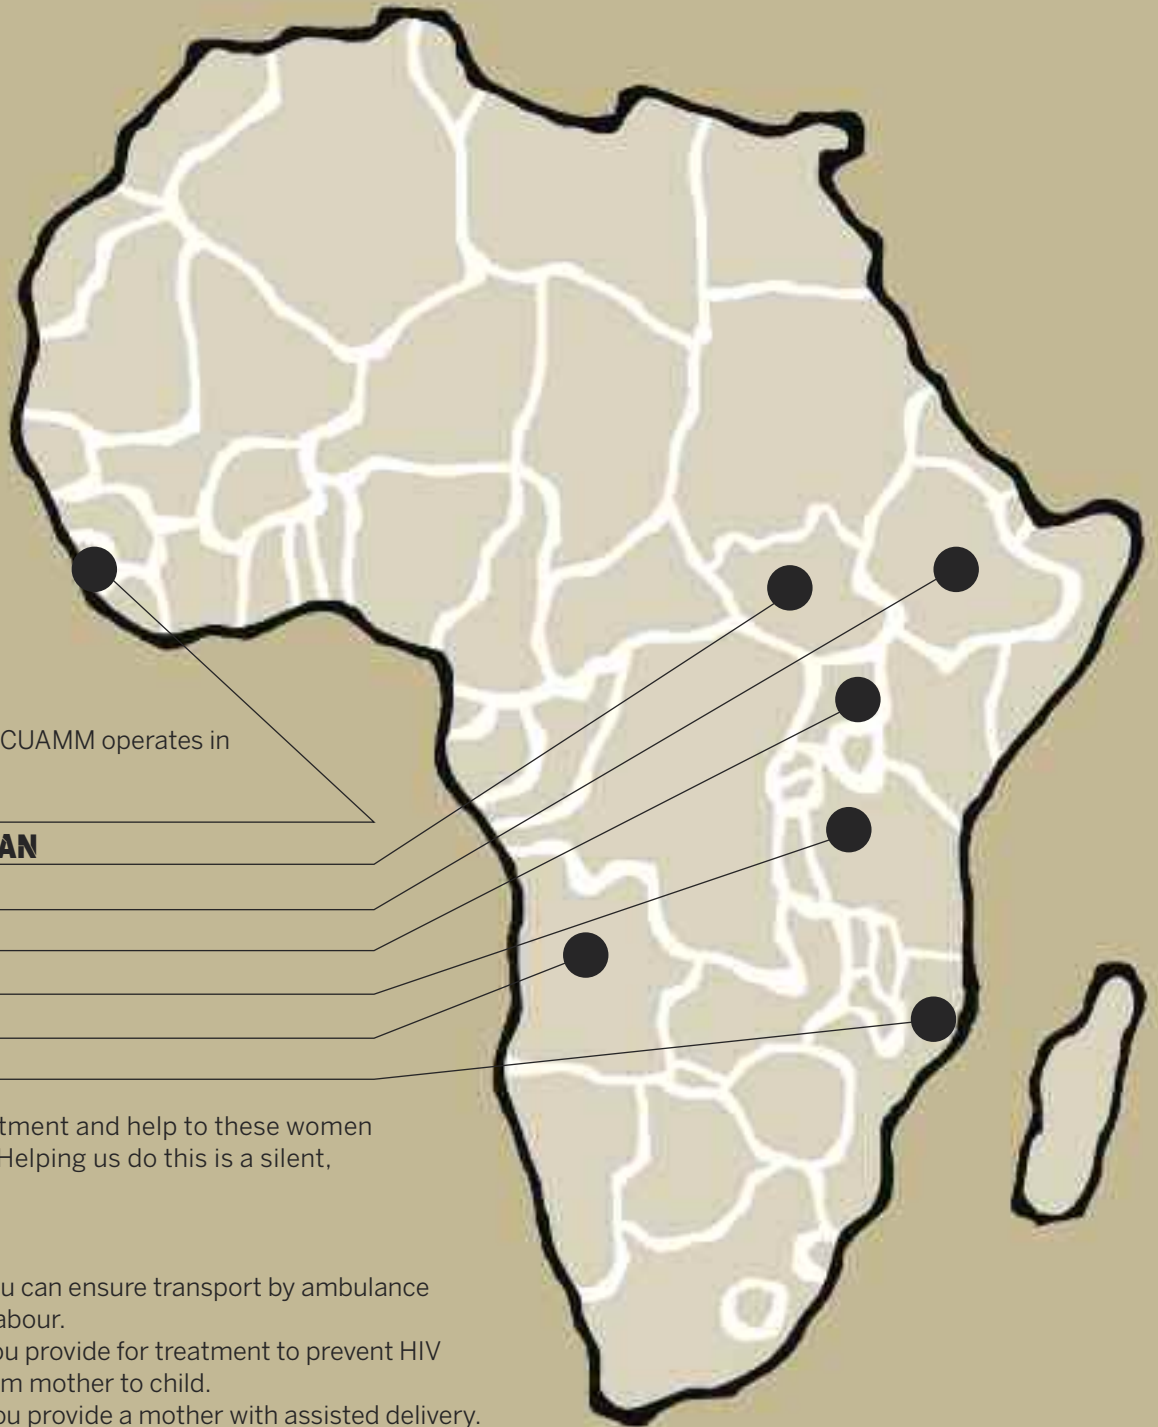 CUAMM operates in
AN
tment and help to these women
Helping us do this is a silent,
u can ensure transport by ambulance
abour.
ou provide for treatment to prevent HIV
m mother to child.
ou provide a mother with assisted delivery.